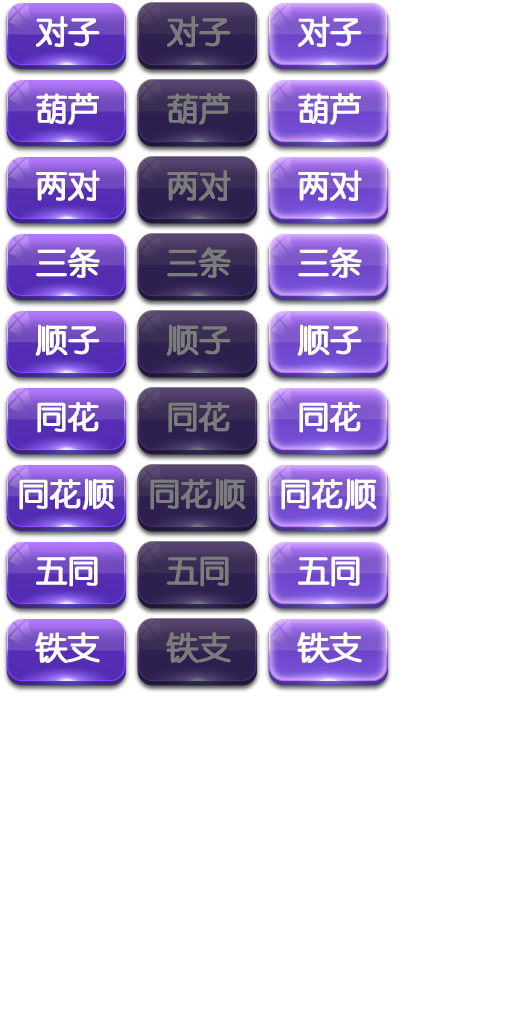 对子 对子 对子
葫芦 葫芦 葫芦
两对 两对 两对
三条 三条 三条
顺子 顺子 顺子
同花 同花 同花
同花顺 同花顺 同花顺
五同 五同 五同
铁支 铁支 铁支